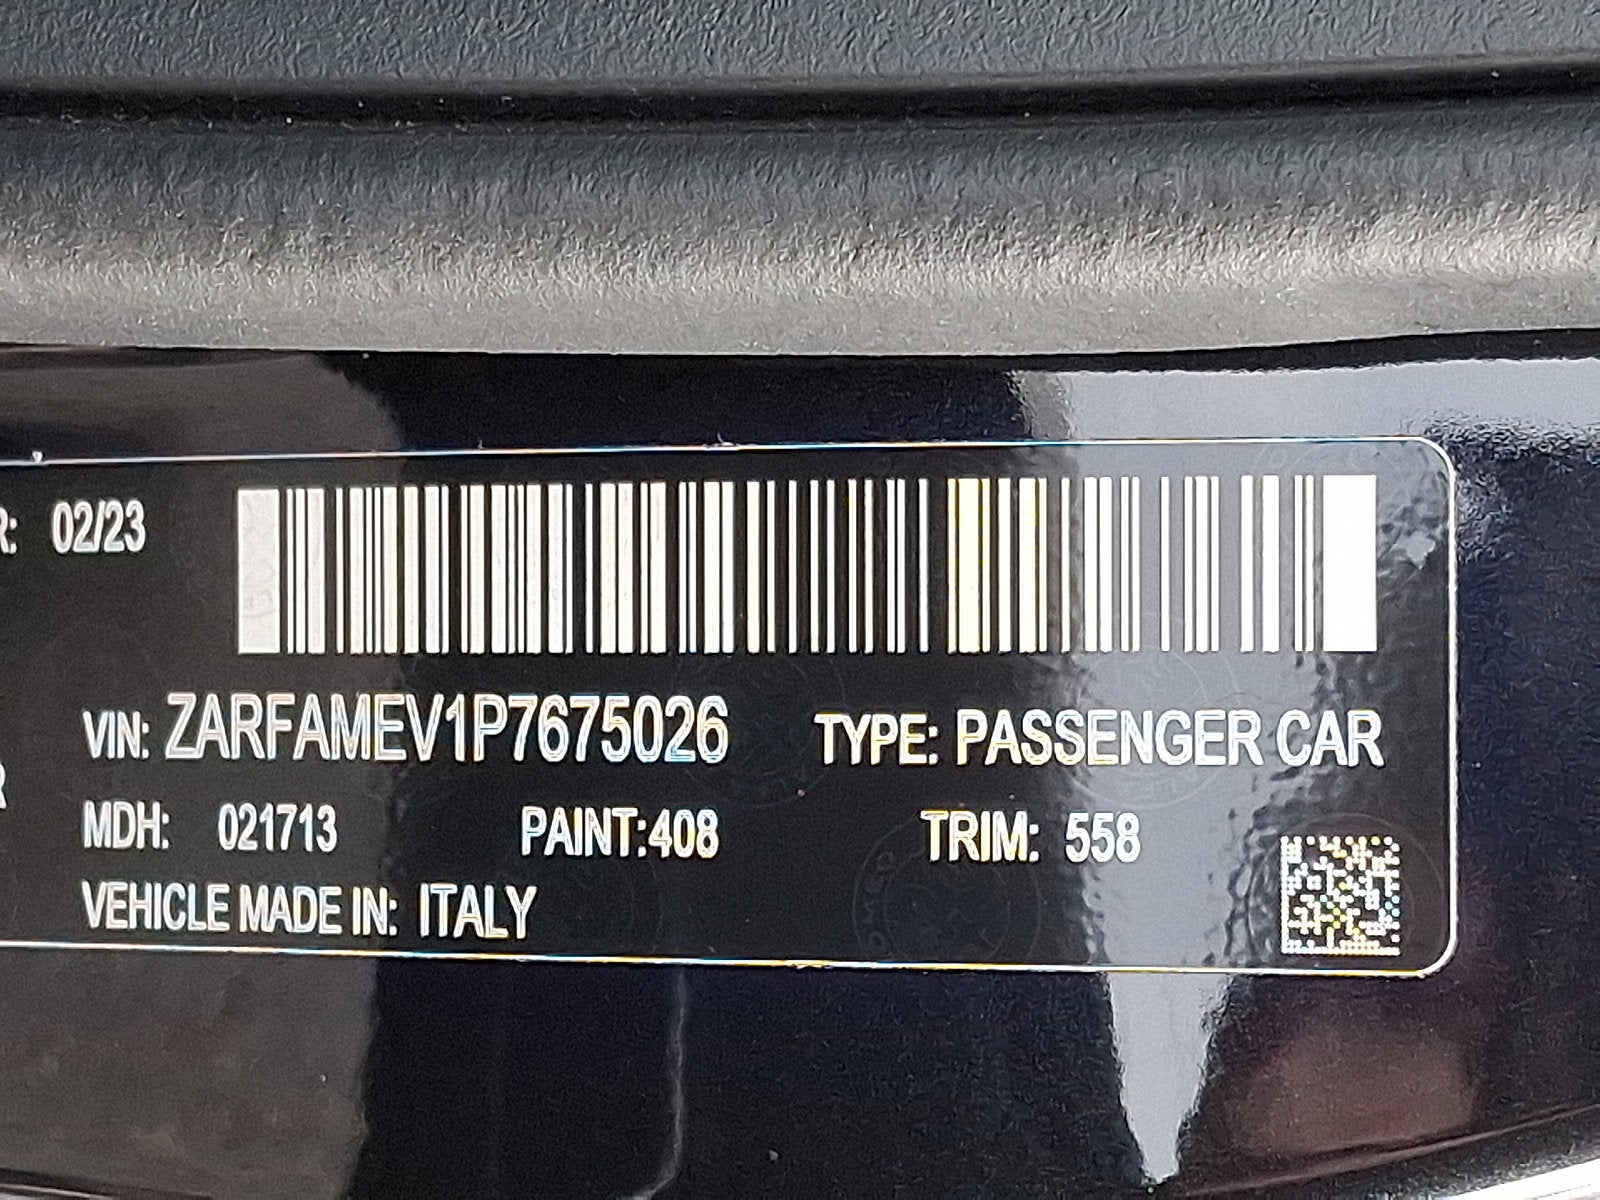 R: 02/23
VIN: ZARFAMEV1P7675026 TYPE: PASSENGER CAR
R
MDH: 021713 PAINT:408 TRIM: 558
VEHICLE MADE IN: ITALY